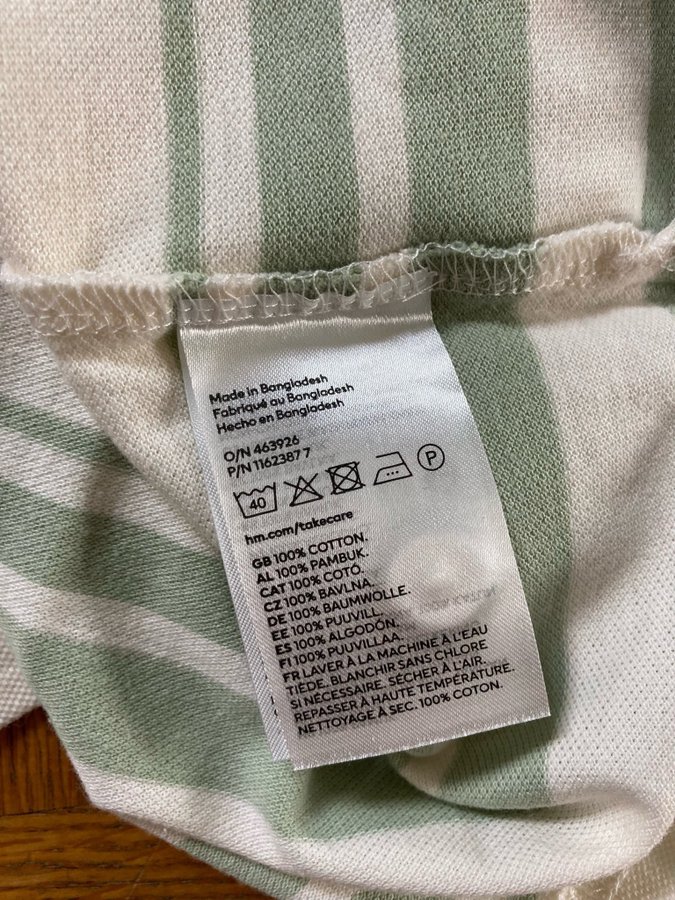 Made in Bangladesh
Fabriqué au Bangladesh
Hecho en Bangladesh
O/N 463926
P/N 1162387 7
40 P
hm.com/takecare
GB 100% COTTON.
AL 100% PAMBUK.
CAT 100% COTÓ.
CZ 100% BAVLNA.
DE 100% BAUMWOLLE.
EE 100% PUUVILL.
ES 100% ALGODÓN.
FI 100% PUUVILLAA.
FR LAVER À LA MACHINE À L'EAU
TIÈDE. BLANCHIR SANS CHLORE
SI NÉCESSAIRE. SÉCHER À L'AIR.
REPASSER À HAUTE TEMPÉRATURE.
NETTOYAGE À SEC. 100% COTON.